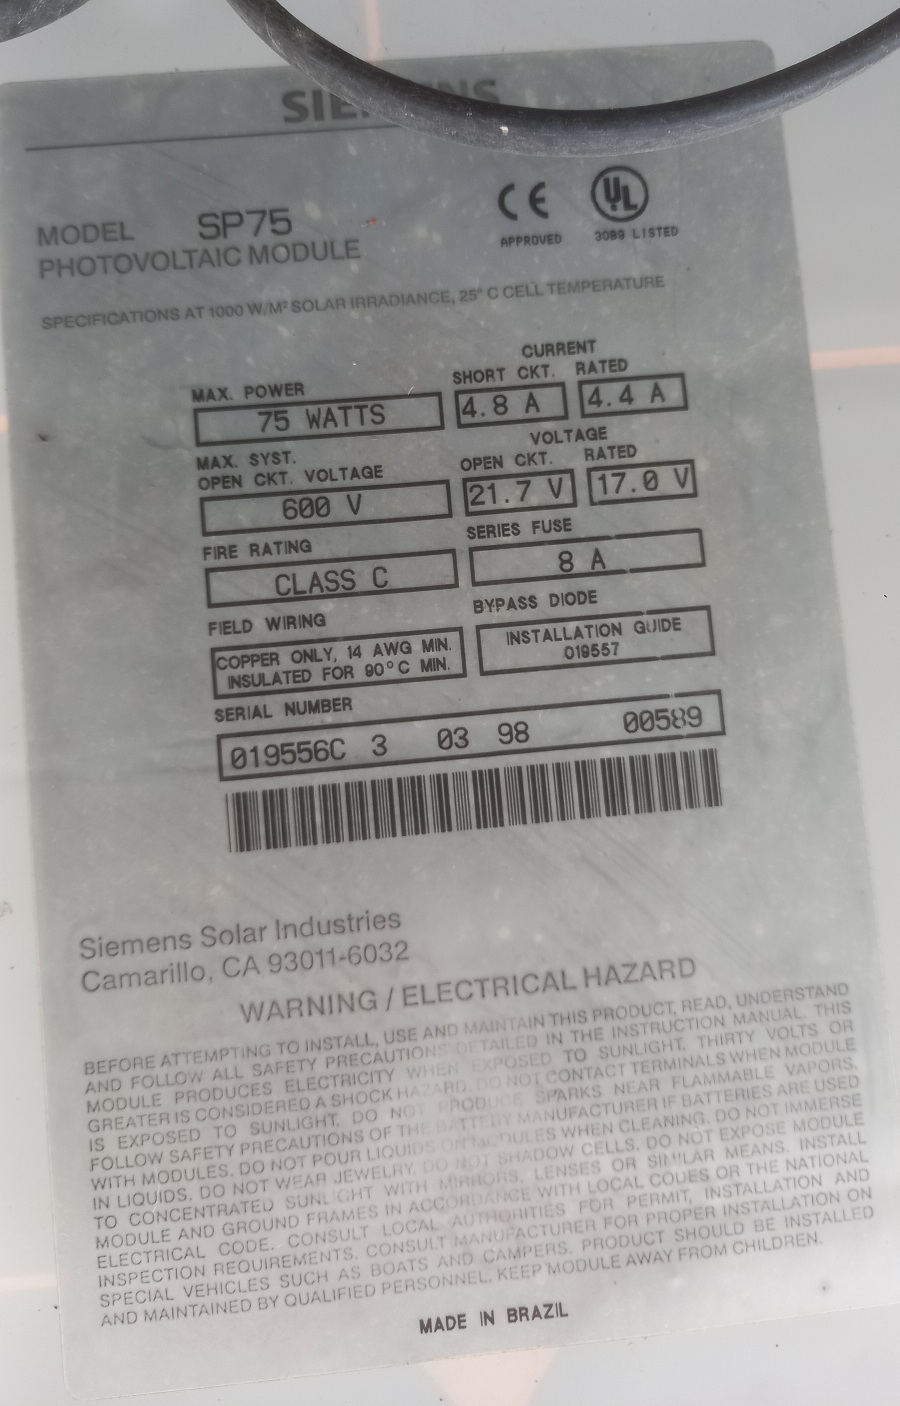 SIEMENS
MODEL SP75
PHOTOVOLTAIC MODULE
CE
APPROVED
UL
3099 LISTED
SPECIFICATIONS AT 1000 W/M² SOLAR IRRADIANCE, 25° C CELL TEMPERATURE
MAX. POWER
75 WATTS
CURRENT
SHORT CKT. RATED
4.8 A 4.4 A
MAX. SYST.
OPEN CKT. VOLTAGE
600 V
VOLTAGE
OPEN CKT. RATED
21.7 V 17.0 V
FIRE RATING
CLASS C
SERIES FUSE
8 A
FIELD WIRING
COPPER ONLY, 14 AWG MIN.
INSULATED FOR 90°C MIN.
BYPASS DIODE
INSTALLATION GUIDE
019557
SERIAL NUMBER
019556C 3 03 98 00589
Siemens Solar Industries
Camarillo, CA 93011-6032
WARNING / ELECTRICAL HAZARD
BEFORE ATTEMPTING TO INSTALL, USE AND MAINTAIN THIS PRODUCT, READ, UNDERSTAND
AND FOLLOW ALL SAFETY PRECAUTIONS DETAILED IN THE INSTRUCTION MANUAL. THIS
MODULE PRODUCES ELECTRICITY WHEN EXPOSED TO SUNLIGHT. THIRTY VOLTS OR
GREATER IS CONSIDERED A SHOCK HAZARD. DO NOT CONTACT TERMINALS WHEN MODULE
IS EXPOSED TO SUNLIGHT. DO NOT PRODUCE SPARKS NEAR FLAMMABLE VAPORS.
FOLLOW SAFETY PRECAUTIONS OF THE BATTERY MANUFACTURER IF BATTERIES ARE USED
WITH MODULES. DO NOT POUR LIQUIDS ON MODULES WHEN CLEANING. DO NOT IMMERSE
IN LIQUIDS. DO NOT WEAR JEWELRY. DO NOT SHADOW CELLS. DO NOT EXPOSE MODULE
TO CONCENTRATED SUNLIGHT WITH MIRRORS, LENSES OR SIMILAR MEANS. INSTALL
MODULE AND GROUND FRAMES IN ACCORDANCE WITH LOCAL CODES OR THE NATIONAL
ELECTRICAL CODE. CONSULT LOCAL AUTHORITIES FOR PERMIT, INSTALLATION AND
INSPECTION REQUIREMENTS. CONSULT MANUFACTURER FOR PROPER INSTALLATION ON
SPECIAL VEHICLES SUCH AS BOATS AND CAMPERS. PRODUCT SHOULD BE INSTALLED
AND MAINTAINED BY QUALIFIED PERSONNEL. KEEP MODULE AWAY FROM CHILDREN.
MADE IN BRAZIL